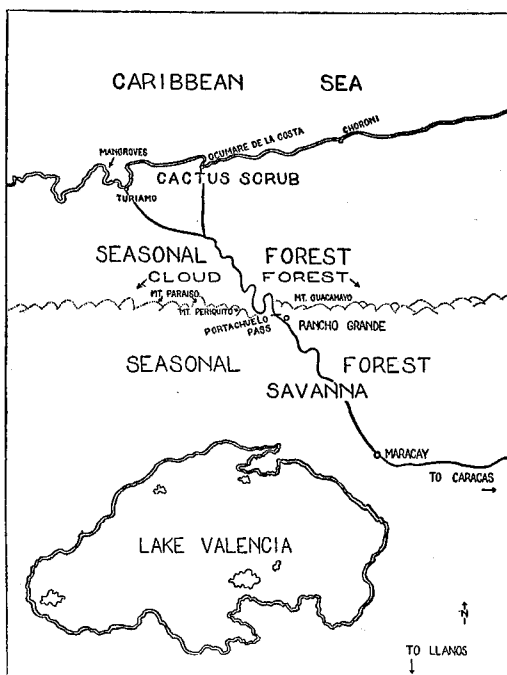 CARIBBEAN SEA
OCUMARE DE LA COSTA
CHORONI
MANGROVES
CACTUS SCRUB
TURIAMO
SEASONAL FOREST
CLOUD FOREST
MT. PARAISO
MT. GUACAMAYO
MT. PERIQUITO
PORTACHUELO
PASS
RANCHO GRANDE
SEASONAL FOREST
SAVANNA
MARACAY
TO CARACAS
LAKE VALENCIA
N
TO LLANOS